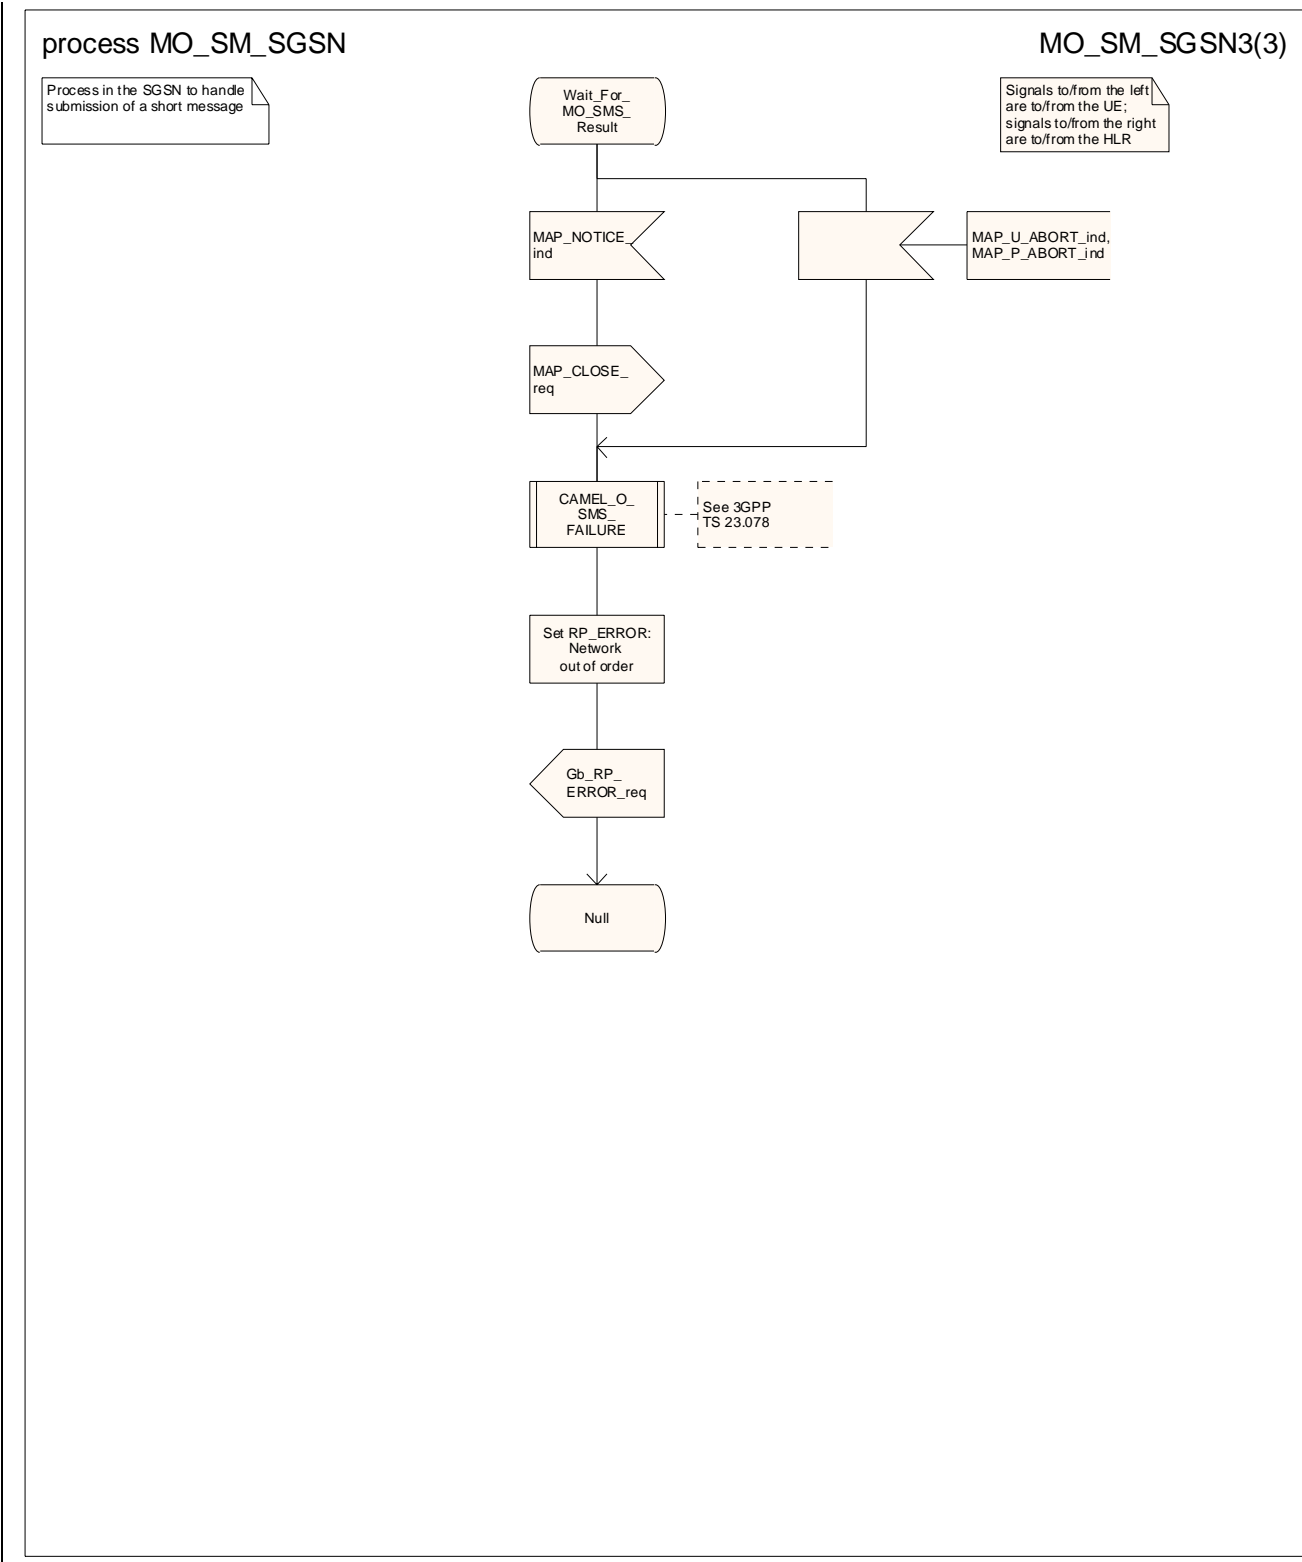 process MO_SM_SGSN
MO_SM_SGSN3(3)
Process in the SGSN to handle
submission of a short message
Wait_For_
MO_SMS_
Result
Signals to/from the left
are to/from the UE;
signals to/from the right
are to/from the HLR
MAP_NOTICE_
ind
MAP_U_ABORT_ind,
MAP_P_ABORT_ind
MAP_CLOSE_
req
CAMEL_O_
SMS_
FAILURE
See 3GPP
TS 23.078
Set RP_ERROR:
Network
out of order
Gb_RP_
ERROR_req
Null